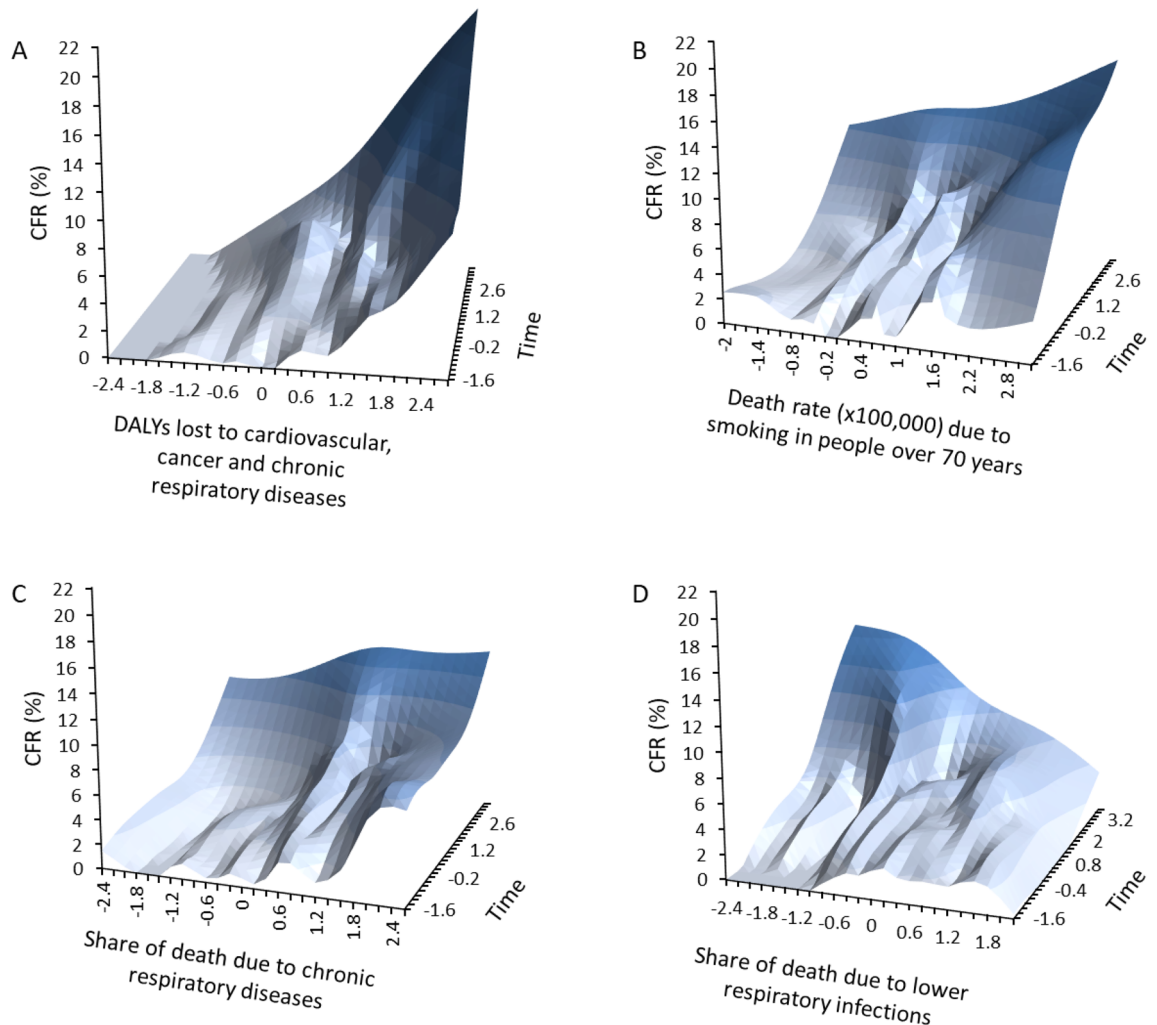 A
22
20
18
16
14
12
10
8
6
4
2
0
CFR (%)
-2.4 -1.8 -1.2 -0.6 0 0.6 1.2 1.8 2.4
DALYs lost to cardiovascular,
cancer and chronic
respiratory diseases
2.6
1.2
-0.2
-1.6
Time
B
22
20
18
16
14
12
10
8
6
4
2
0
CFR (%)
-2 -1.4 -0.8 -0.2 0.4 1 1.6 2.2 2.8
Death rate (x100,000) due to
smoking in people over 70 years
2.6
1.2
-0.2
-1.6
Time
C
22
20
18
16
14
12
10
8
6
4
2
0
CFR (%)
-2.4 -1.8 -1.2 -0.6 0 0.6 1.2 1.8 2.4
Share of death due to chronic
respiratory diseases
2.6
1.2
-0.2
-1.6
Time
D
22
20
18
16
14
12
10
8
6
4
2
0
CFR (%)
-2.4 -1.8 -1.2 -0.6 0 0.6 1.2 1.8
Share of death due to lower
respiratory infections
3.2
2
0.8
-0.4
-1.6
Time